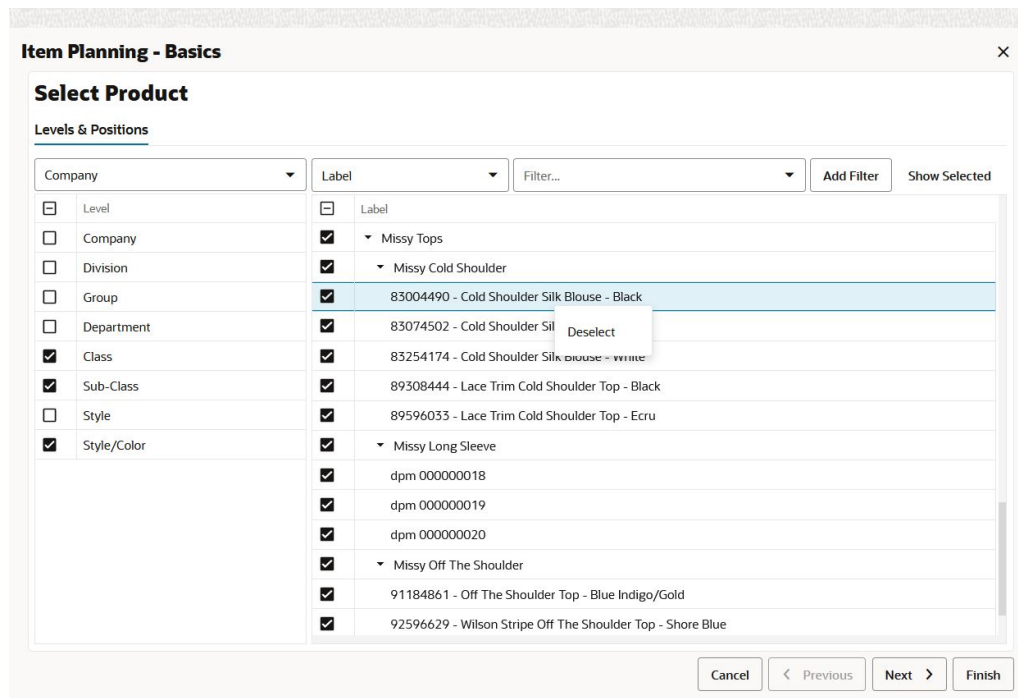 Item Planning - Basics
Select Product
Levels & Positions
Company
Label
Filter...
Add Filter
Show Selected
Level
Company
Division
Group
Department
Class
Sub-Class
Style
Style/Color
Label
Missy Tops
Missy Cold Shoulder
83004490 - Cold Shoulder Silk Blouse - Black
83074502 - Cold Shoulder Sil
Deselect
83254174 - Cold Shoulder Silk Blouse - White
89308444 - Lace Trim Cold Shoulder Top - Black
89596033 - Lace Trim Cold Shoulder Top - Ecru
Missy Long Sleeve
dpm 000000018
dpm 000000019
dpm 000000020
Missy Off The Shoulder
91184861 - Off The Shoulder Top - Blue Indigo/Gold
92596629 - Wilson Stripe Off The Shoulder Top - Shore Blue
Cancel
Previous
Next
Finish